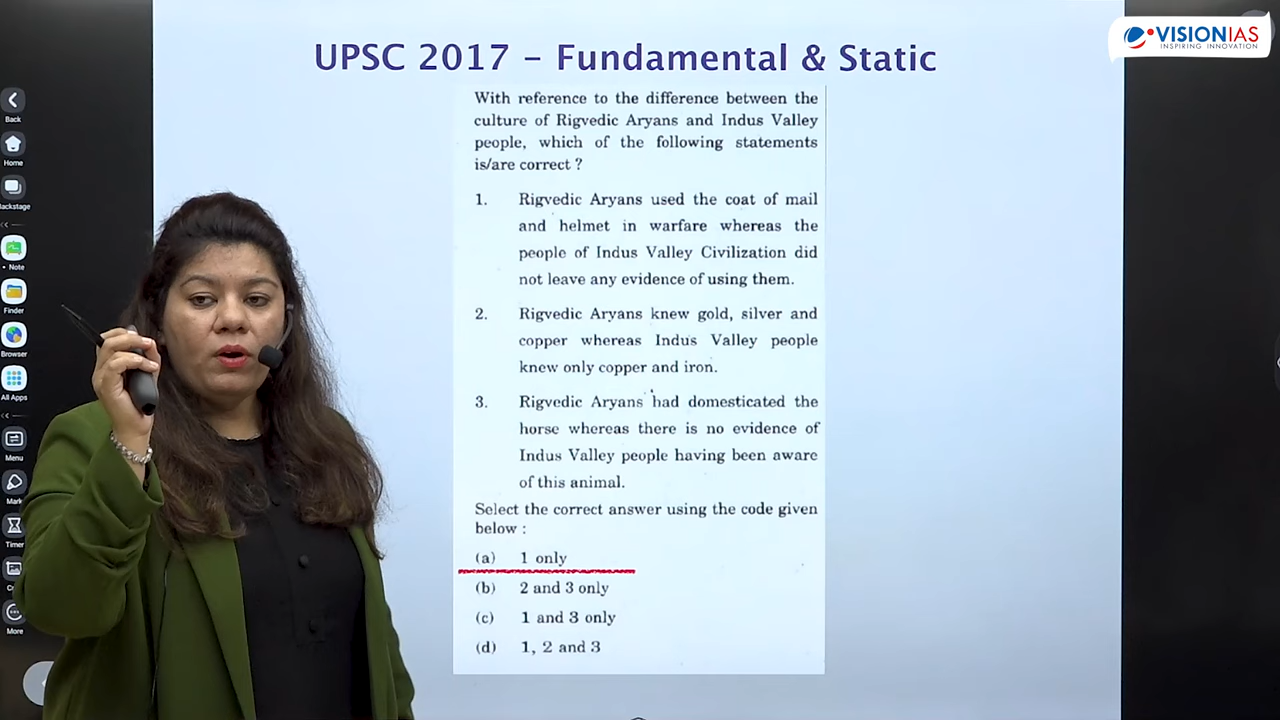 VISIONIAS
INSPIRING INNOVATION
UPSC 2017 – Fundamental & Static
With reference to the difference between the
culture of Rigvedic Aryans and Indus Valley
people, which of the following statements
is/are correct ?
1. Rigvedic Aryans used the coat of mail
and helmet in warfare whereas the
people of Indus Valley Civilization did
not leave any evidence of using them.
2. Rigvedic Aryans knew gold, silver and
copper whereas Indus Valley people
knew only copper and iron.
3. Rigvedic Aryans had domesticated the
horse whereas there is no evidence of
Indus Valley people having been aware
of this animal.
Select the correct answer using the code given
below :
(a) 1 only
(b) 2 and 3 only
(c) 1 and 3 only
(d) 1, 2 and 3
Back
Home
ackstage
Note
Finder
Browser
All Apps
Menu
Mark
Timer
More